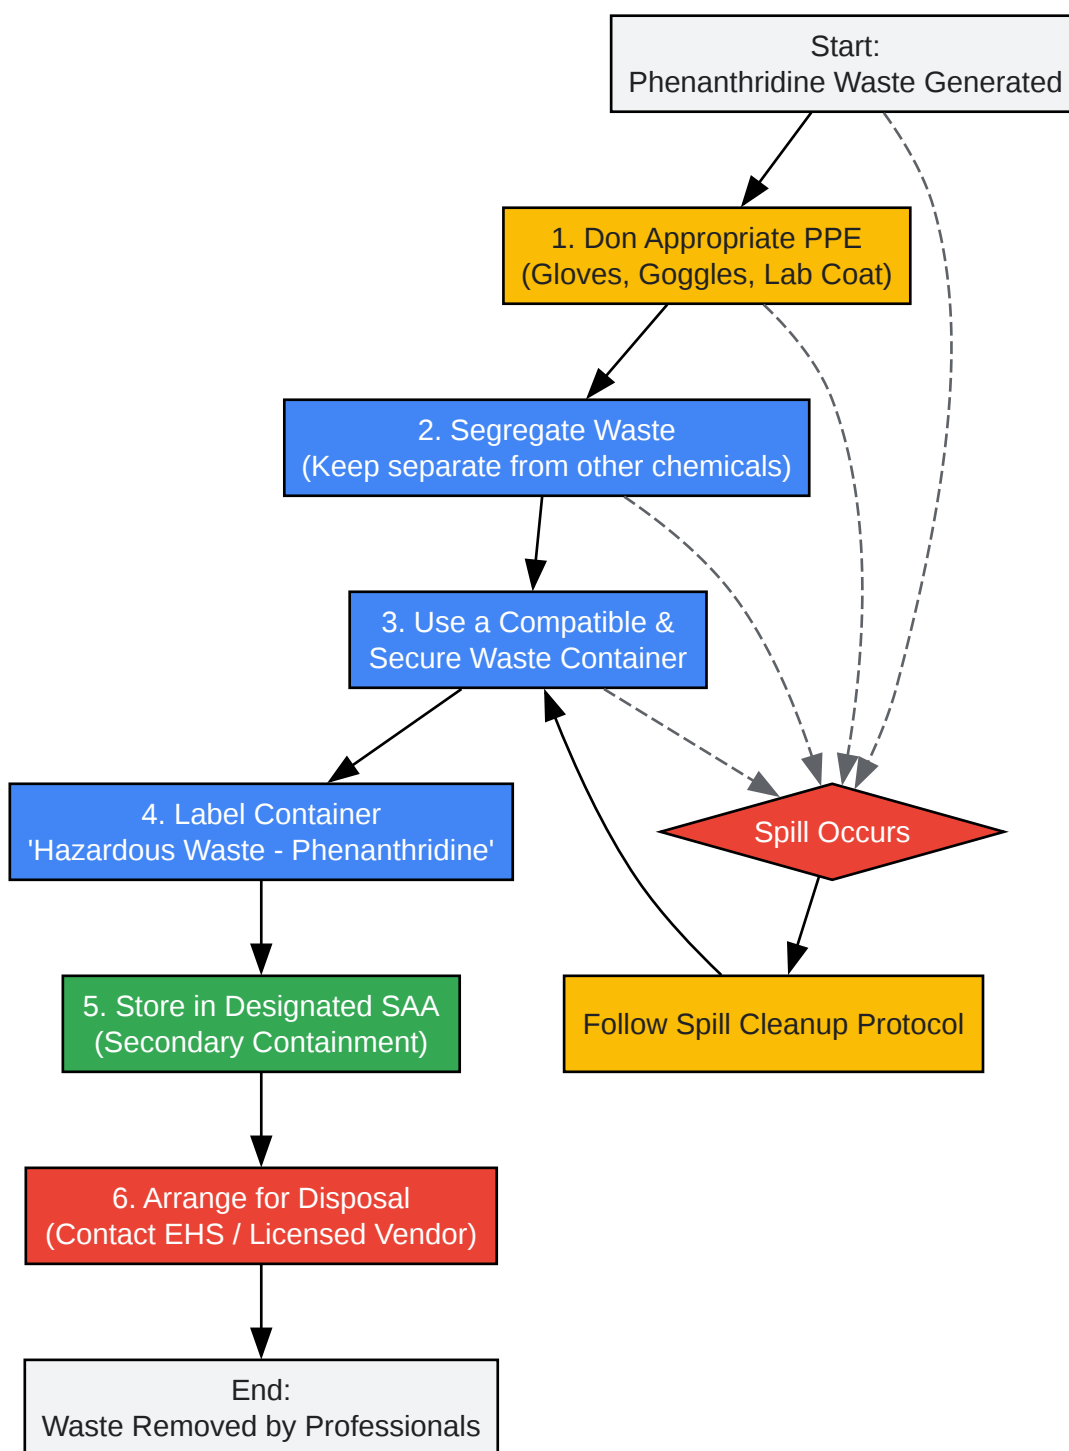 Start:
Phenanthridine Waste Generated
1. Don Appropriate PPE
(Gloves, Goggles, Lab Coat)
2. Segregate Waste
(Keep separate from other chemicals)
3. Use a Compatible &
Secure Waste Container
4. Label Container
'Hazardous Waste - Phenanthridine'
Spill Occurs
5. Store in Designated SAA
(Secondary Containment)
Follow Spill Cleanup Protocol
6. Arrange for Disposal
(Contact EHS / Licensed Vendor)
End:
Waste Removed by Professionals